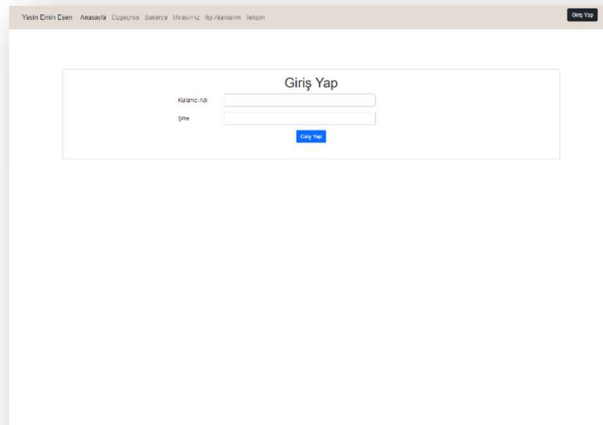 Yasin Emin Esen Anasayfa Özgeçmiş Sakarya Mirasımız İlgi Alanlarım İletişim
Giriş Yap
Giriş Yap
Kullanıcı Adı
Şifre
Giriş Yap